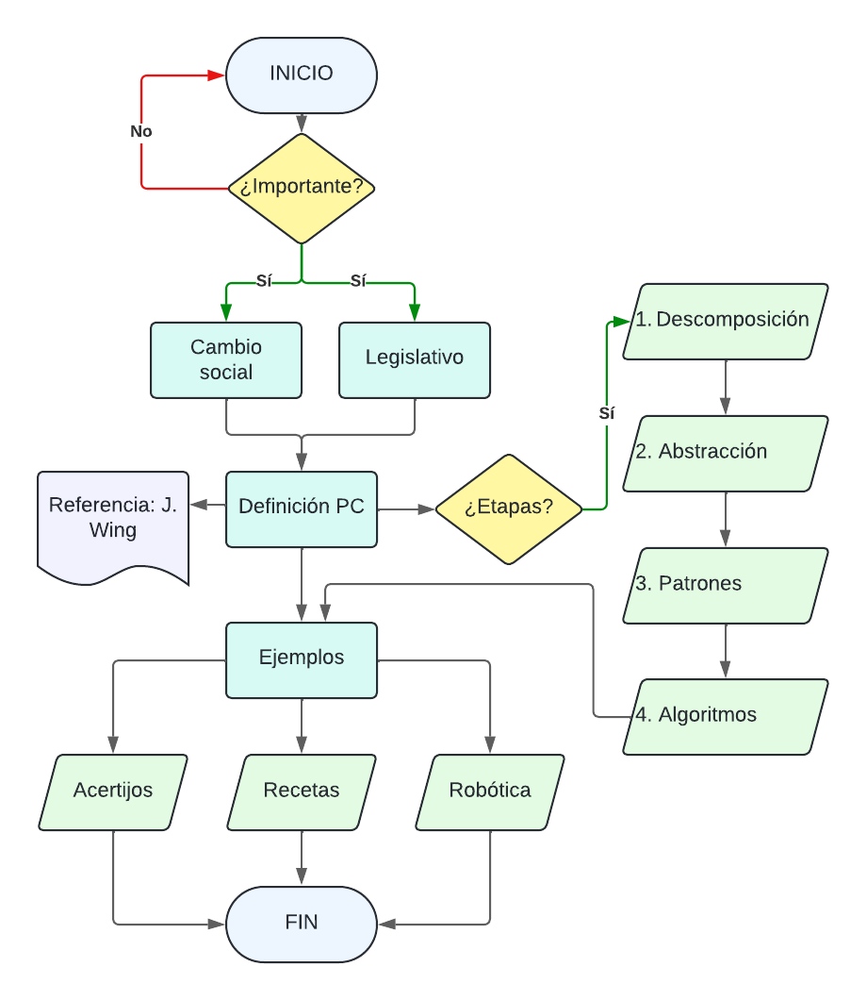 INICIO
No
¿Importante?
Sí
Sí
Cambio
social
Legislativo
1. Descomposición
Sí
2. Abstracción
Referencia: J.
Wing
Definición PC
¿Etapas?
3. Patrones
Ejemplos
4. Algoritmos
Acertijos
Recetas
Robótica
FIN